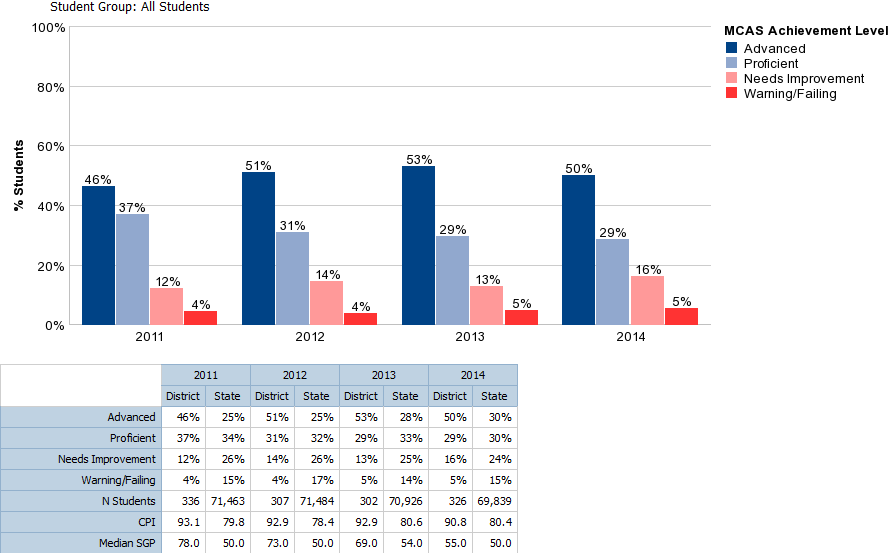 Student Group: All Students
MCAS Achievement Level
Advanced
Proficient
Needs Improvement
Warning/Failing
% Students
100%
80%
60%
40%
20%
0%
46% 37% 12% 4%
51% 31% 14% 4%
53% 29% 13% 5%
50% 29% 16% 5%
2011 2012 2013 2014
2011 2012 2013 2014
District State District State District State District State
Advanced 46% 25% 51% 25% 53% 28% 50% 30%
Proficient 37% 34% 31% 32% 29% 33% 29% 30%
Needs Improvement 12% 26% 14% 26% 13% 25% 16% 24%
Warning/Failing 4% 15% 4% 17% 5% 14% 5% 15%
N Students 336 71,463 307 71,484 302 70,926 326 69,839
CPI 93.1 79.8 92.9 78.4 92.9 80.6 90.8 80.4
Median SGP 78.0 50.0 73.0 50.0 69.0 54.0 55.0 50.0